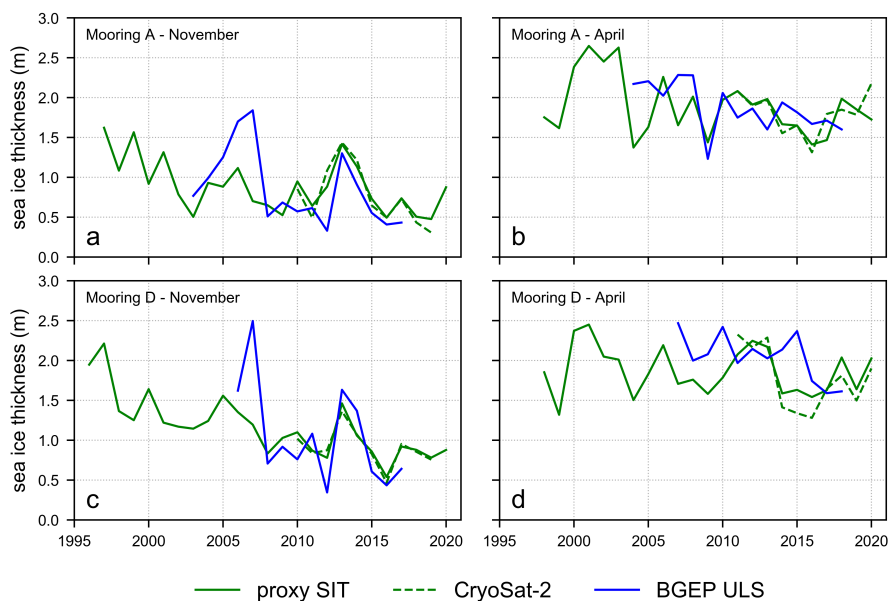 Mooring A - November
Mooring A - April
sea ice thickness (m)
3.0
2.5
2.0
1.5
1.0
0.5
0.0
a
b
Mooring D - November
Mooring D - April
sea ice thickness (m)
3.0
2.5
2.0
1.5
1.0
0.5
0.0
c
d
1995 2000 2005 2010 2015 2020
1995 2000 2005 2010 2015 2020
proxy SIT CryoSat-2 BGEP ULS